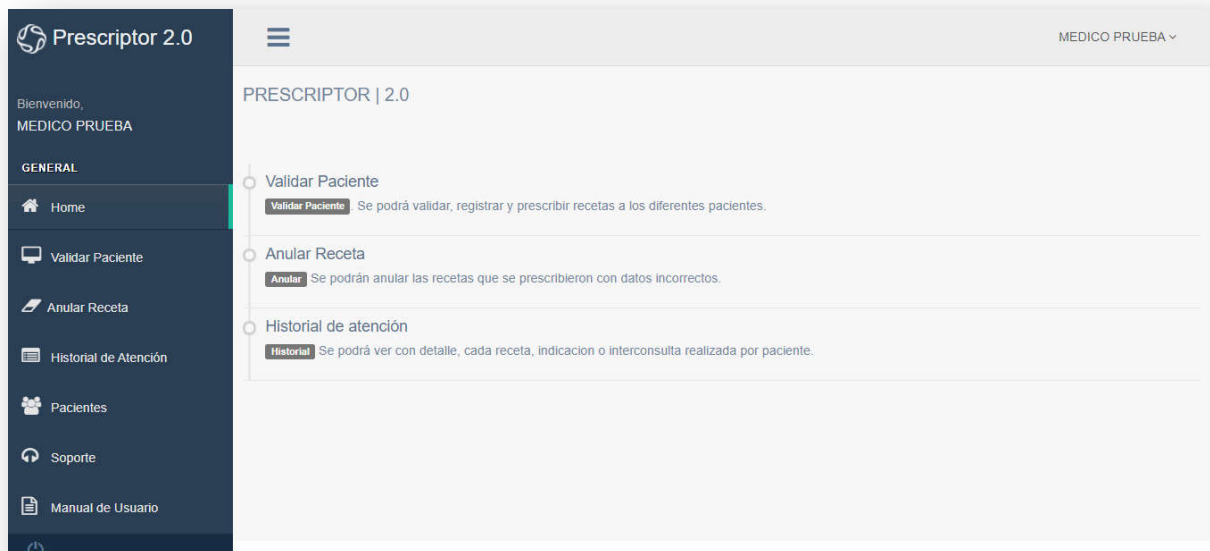 Prescriptor 2.0
MEDICO PRUEBA
Bienvenido,
MEDICO PRUEBA
GENERAL
Home
Validar Paciente
Anular Receta
Historial de Atención
Pacientes
Soporte
Manual de Usuario
PRESCRIPTOR | 2.0
Validar Paciente
Validar Paciente . Se podrá validar, registrar y prescribir recetas a los diferentes pacientes.
Anular Receta
Anular Se podrán anular las recetas que se prescribieron con datos incorrectos.
Historial de atención
Historial Se podrá ver con detalle, cada receta, indicacion o interconsulta realizada por paciente.